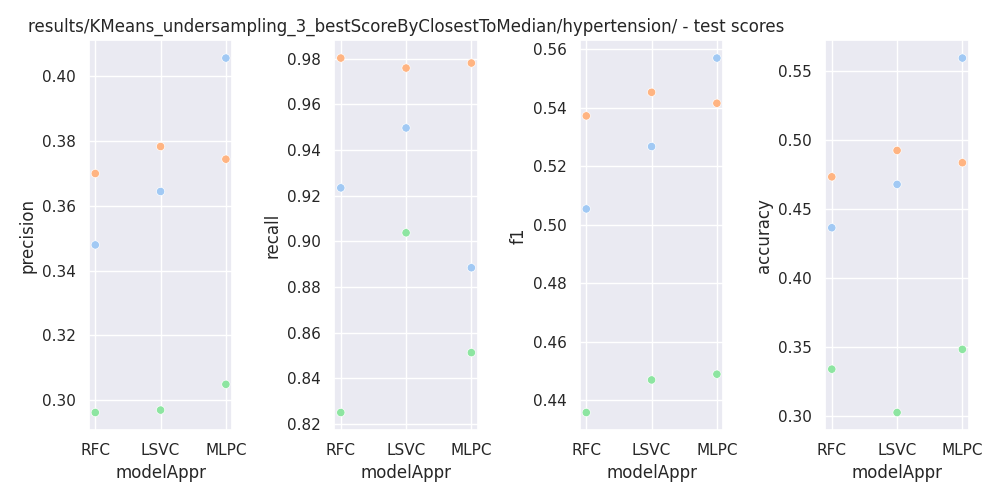 results/KMeans_undersampling_3_bestScoreByClosestToMedian/hypertension/ - test scores
precision
0.40
0.38
0.36
0.34
0.32
0.30
RFC LSVC MLPC
modelAppr
recall
0.98
0.96
0.94
0.92
0.90
0.88
0.86
0.84
0.82
RFC LSVC MLPC
modelAppr
f1
0.56
0.54
0.52
0.50
0.48
0.46
0.44
RFC LSVC MLPC
modelAppr
accuracy
0.55
0.50
0.45
0.40
0.35
0.30
RFC LSVC MLPC
modelAppr